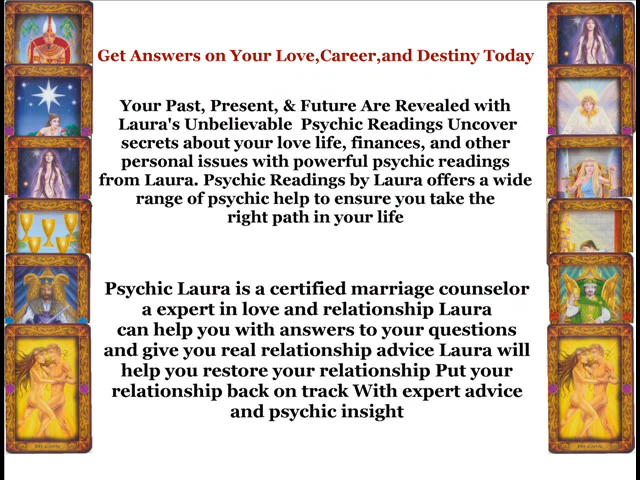 Get Answers on Your Love,Career,and Destiny Today
Your Past, Present, & Future Are Revealed with
Laura's Unbelievable Psychic Readings Uncover
secrets about your love life, finances, and other
personal issues with powerful psychic readings
from Laura. Psychic Readings by Laura offers a wide
range of psychic help to ensure you take the
right path in your life
Psychic Laura is a certified marriage counselor
a expert in love and relationship Laura
can help you with answers to your questions
and give you real relationship advice Laura will
help you restore your relationship Put your
relationship back on track With expert advice
and psychic insight